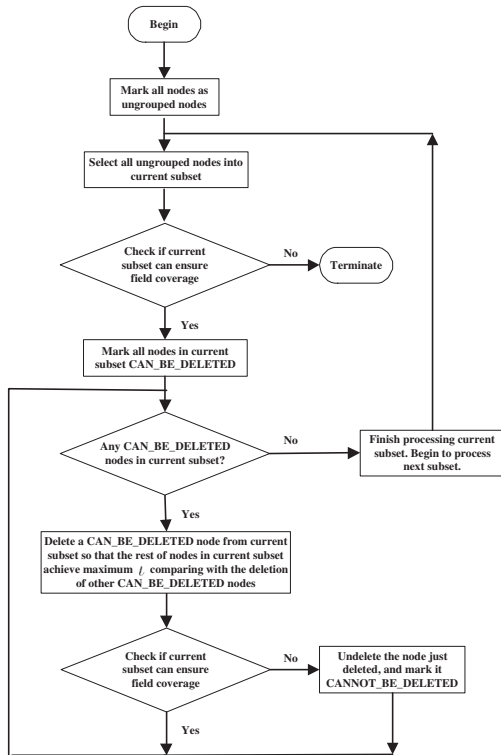 Begin
Mark all nodes as
ungrouped nodes
Select all ungrouped nodes into
current subset
Check if current
subset can ensure
field coverage
No
Terminate
Yes
Mark all nodes in current
subset CAN_BE_DELETED
Any CAN_BE_DELETED
nodes in current subset?
No
Finish processing current
subset. Begin to process
next subset.
Yes
Delete a CAN_BE_DELETED node from current
subset so that the rest of nodes in current subset
achieve maximum comparing with the deletion
of other CAN_BE_DELETED nodes
Check if current
subset can ensure
field coverage
No
Undelete the node just
deleted, and mark it
CANNOT_BE_DELETED
Yes